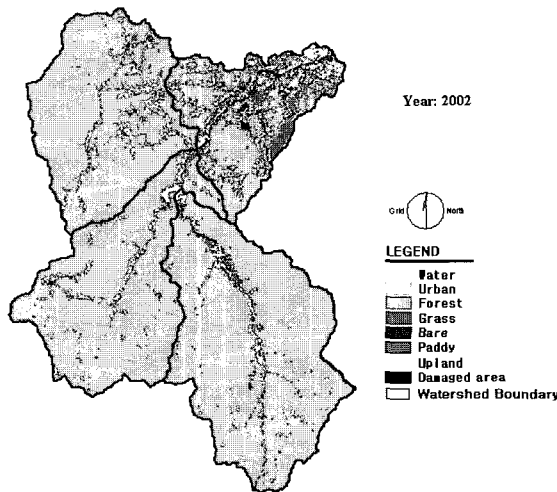 Year: 2002
Grid North
LEGEND
Water
Urban
Forest
Grass
Bare
Paddy
Upland
Damaged area
Watershed Boundary